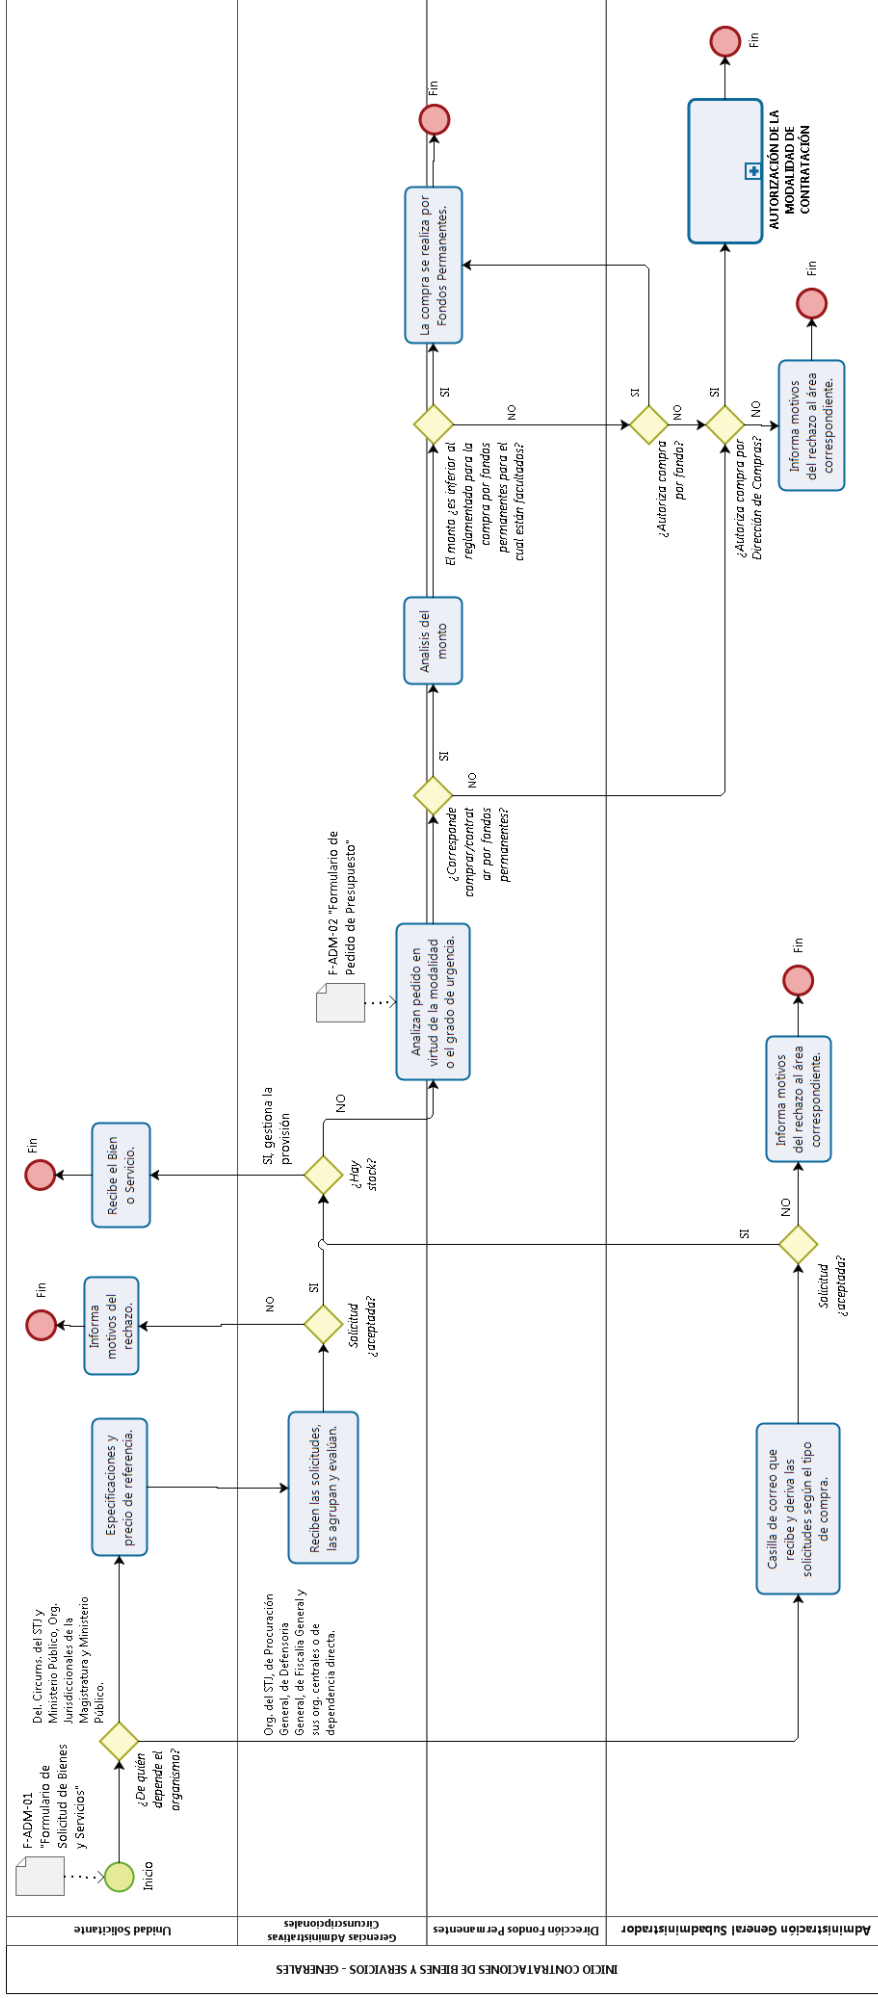 INICIO CONTRATACIONES DE BIENES Y SERVICIOS - GENERALES
Unidad Solicitante
Gerencias Administrativas
Circunscripcionales
Dirección Fondos Permanentes
Administración General Subadministrador
F-ADM-01
"Formulario de
Solicitud de Bienes
y Servicios"
Inicio
¿De quién
depende el
organismo?
Del. Circuns. del STJ y
Ministerio Público, Org.
Jurisdiccionales de la
Magistratura y Ministerio
Público.
Especificaciones y
precio de referencia.
Informa
motivos del
rechazo.
Fin
Recibe el Bien
o Servicio.
Fin
Org. del STJ, de Procuración
General, de Defensoria
General, de Fiscalia General y
sus org. centrales o de
dependencia directa.
Reciben las solicitudes,
las agrupan y evalúan.
Solicitud
¿aceptada?
NO
SI
¿Hay
stack?
SI, gestiona la
provisión
NO
F-ADM-02 "Formulario de
Pedido de Presupuesto"
Analizan pedido en
virtud de la modalidad
o el grado de urgencia.
¿Corresponde
comprar/contrat
ar por fondos
permanentes?
SI
NO
Analisis del
monto
El monto ¿es inferior al
reglamentado para la
compra por fondos
permanentes para el
cual están facultados?
SI
NO
La compra se realiza por
Fondos Permanentes.
Fin
Casilla de correo que
recibe y deriva las
solicitudes según el tipo
de compra.
Solicitud
¿aceptada?
SI
NO
Informa motivos
del rechazo al área
correspondiente.
Fin
¿Autoriza compra
por fondo?
SI
NO
¿Autoriza compra por
Dirección de Compras?
SI
NO
Informa motivos
del rechazo al área
correspondiente.
Fin
AUTORIZACIÓN DE LA
MODALIDAD DE
CONTRATACIÓN
Fin